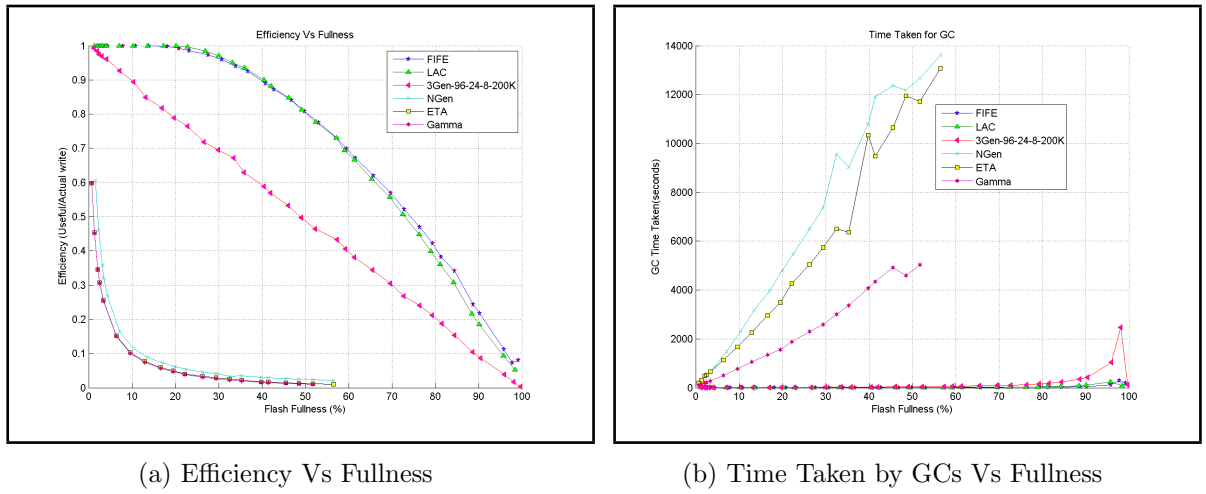 Efficiency Vs Fullness
1
0.9
0.8
0.7
0.6
0.5
0.4
0.3
0.2
0.1
0
Efficiency (Useful/Actual write)
FIFE
LAC
3Gen-96-24-8-200K
NGen
ETA
Gamma
0 10 20 30 40 50 60 70 80 90 100
Flash Fullness (%)
(a) Efficiency Vs Fullness
Time Taken for GC
14000
12000
10000
8000
6000
4000
2000
0
GC Time Taken(seconds)
FIFE
LAC
3Gen-96-24-8-200K
NGen
ETA
Gamma
0 10 20 30 40 50 60 70 80 90 100
Flash Fullness (%)
(b) Time Taken by GCs Vs Fullness